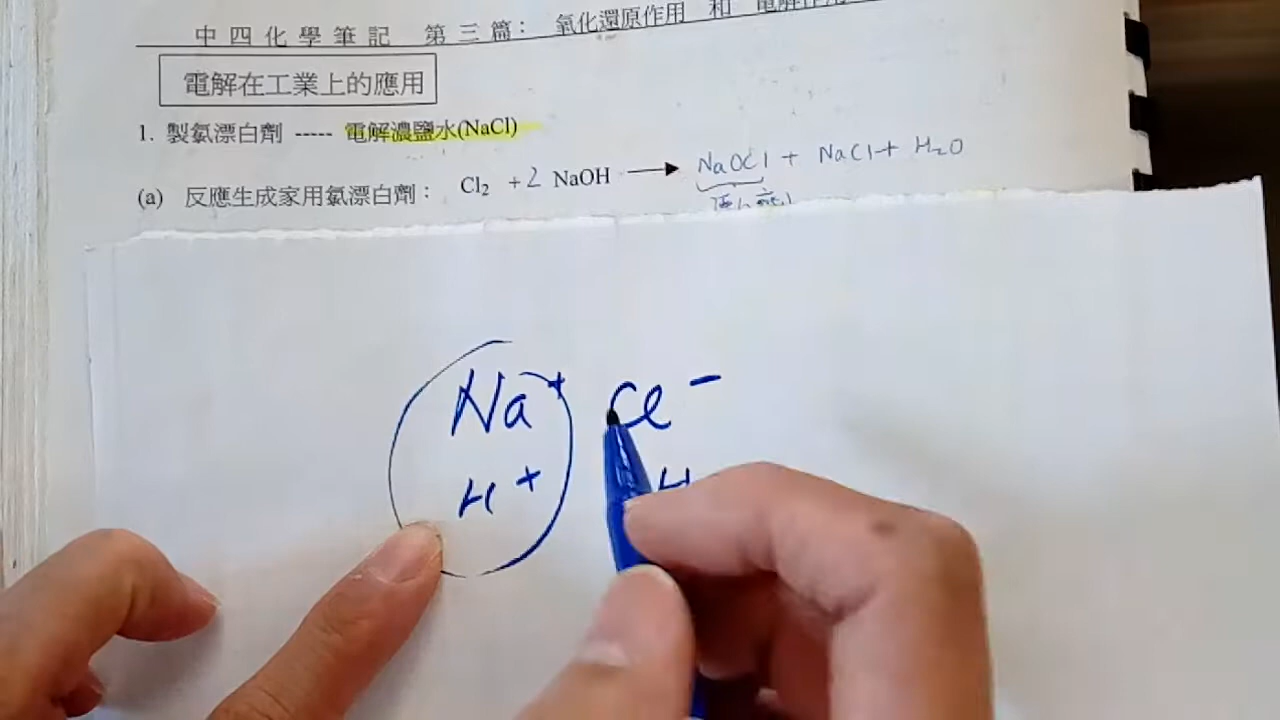 中四化學筆記 第三篇： 氧化還原作用 和 電解作用
電解在工業上的應用
1. 製氯漂白劑 ----- 電解濃鹽水(NaCl)
(a) 反應生成家用氯漂白劑： Cl₂ + 2 NaOH ⟶ NaOCl + NaCl + H₂O
Na⁺ Cl⁻
H⁺ H